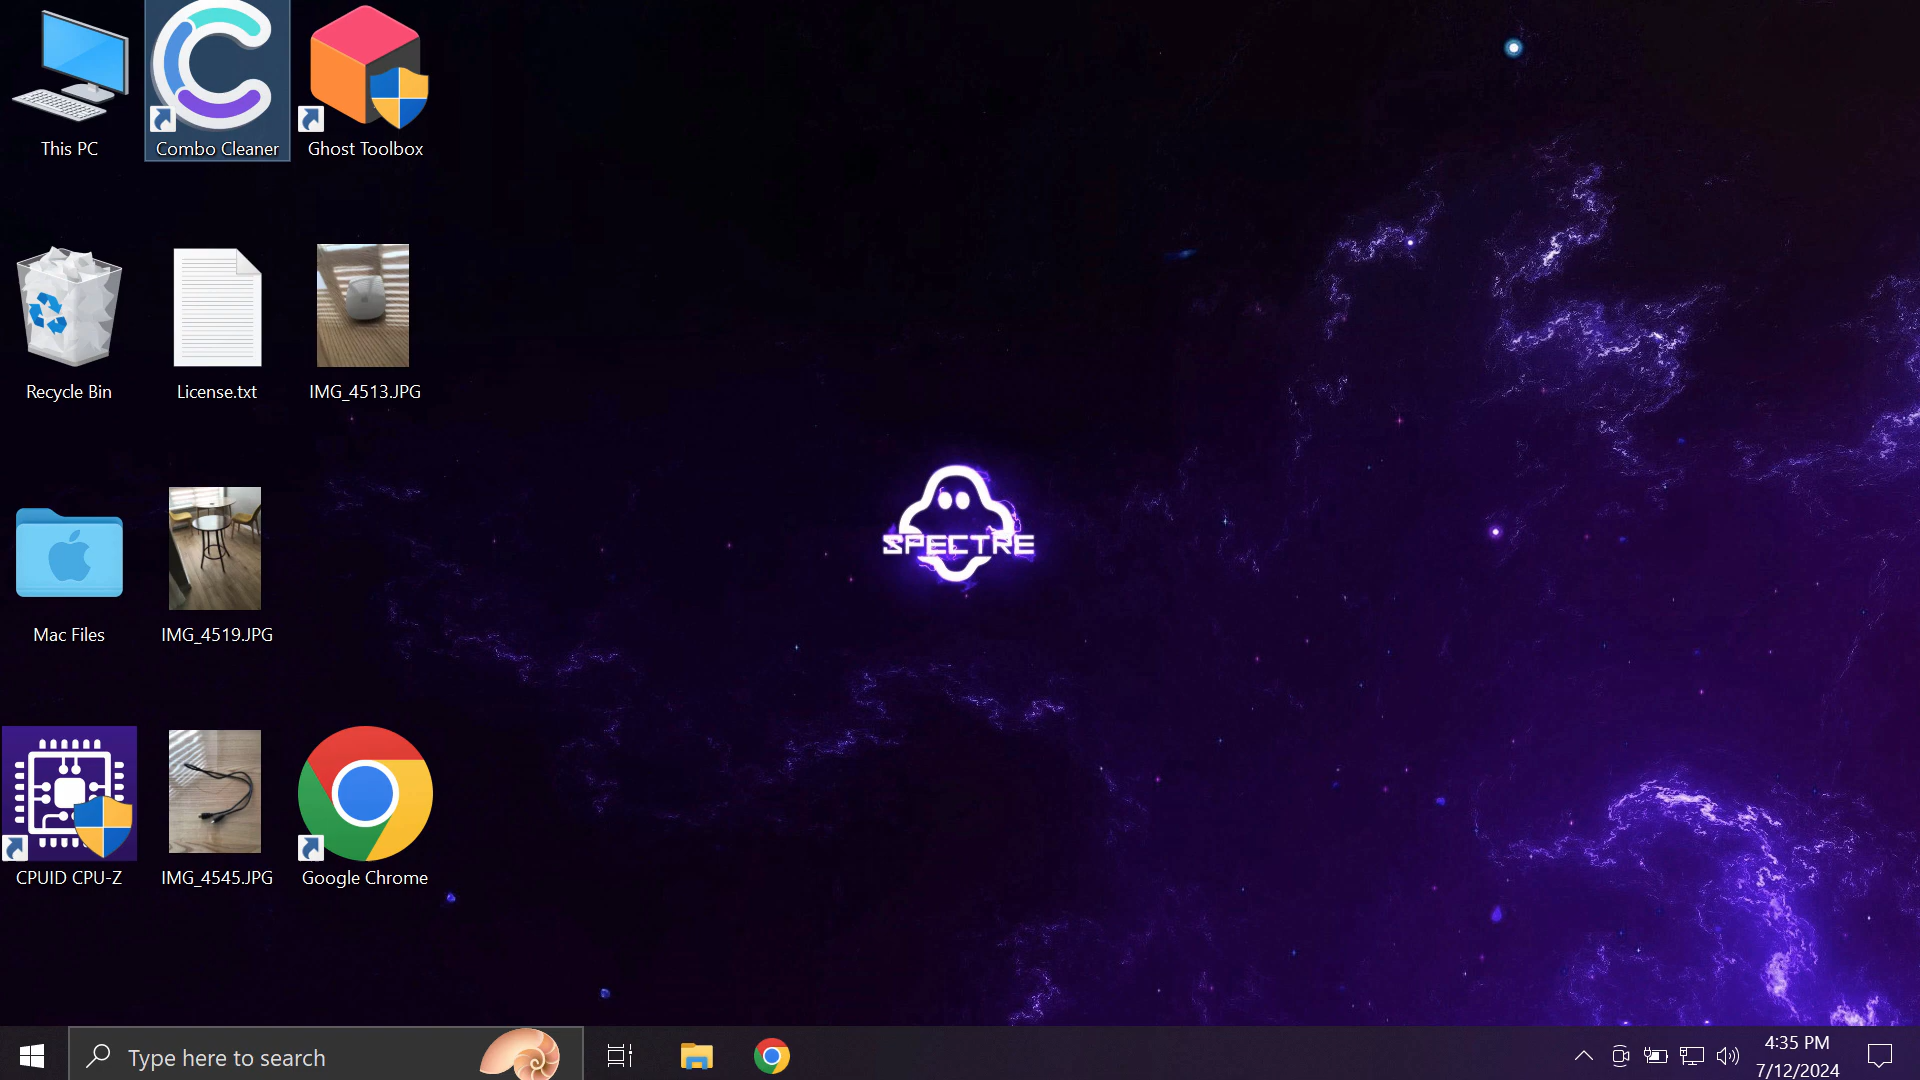 This PC
Combo Cleaner
Ghost Toolbox
Recycle Bin
License.txt
IMG_4513.JPG
SPECTRE
Mac Files
IMG_4519.JPG
CPUID CPU-Z
IMG_4545.JPG
Google Chrome
Type here to search
4:35 PM
7/12/2024